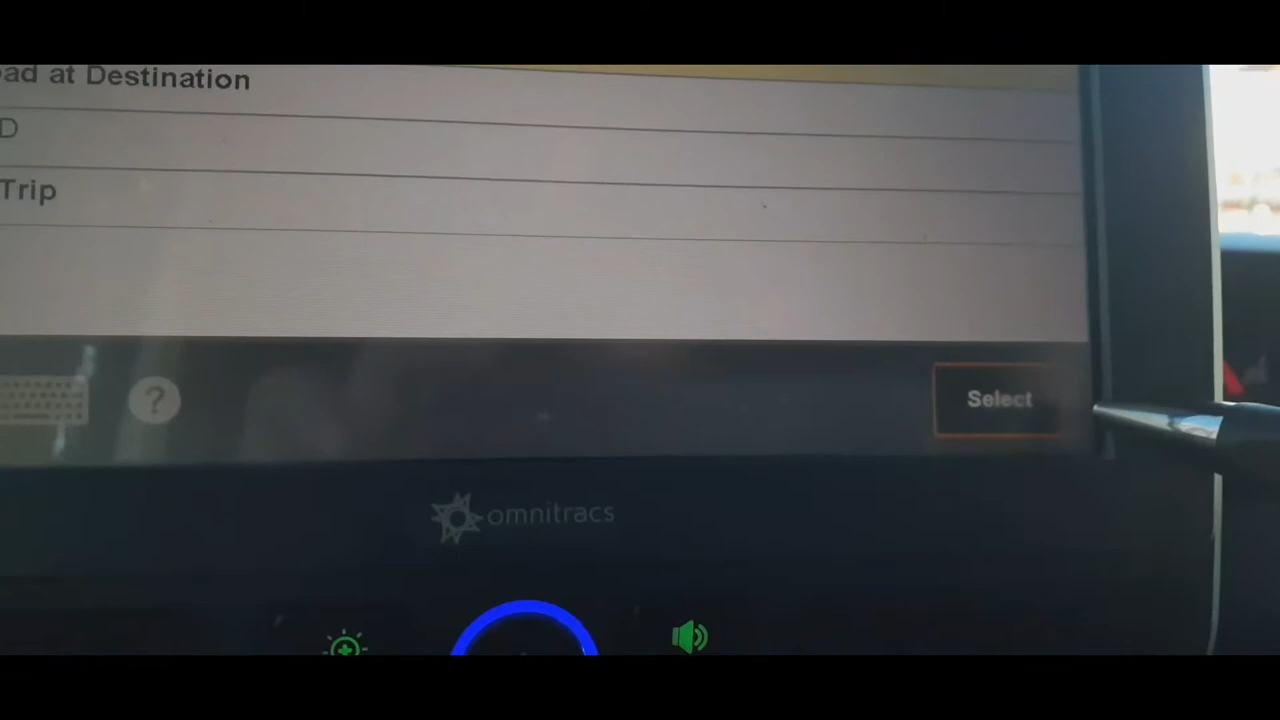 ad at Destination
D
Trip
?
Select
omnitracs